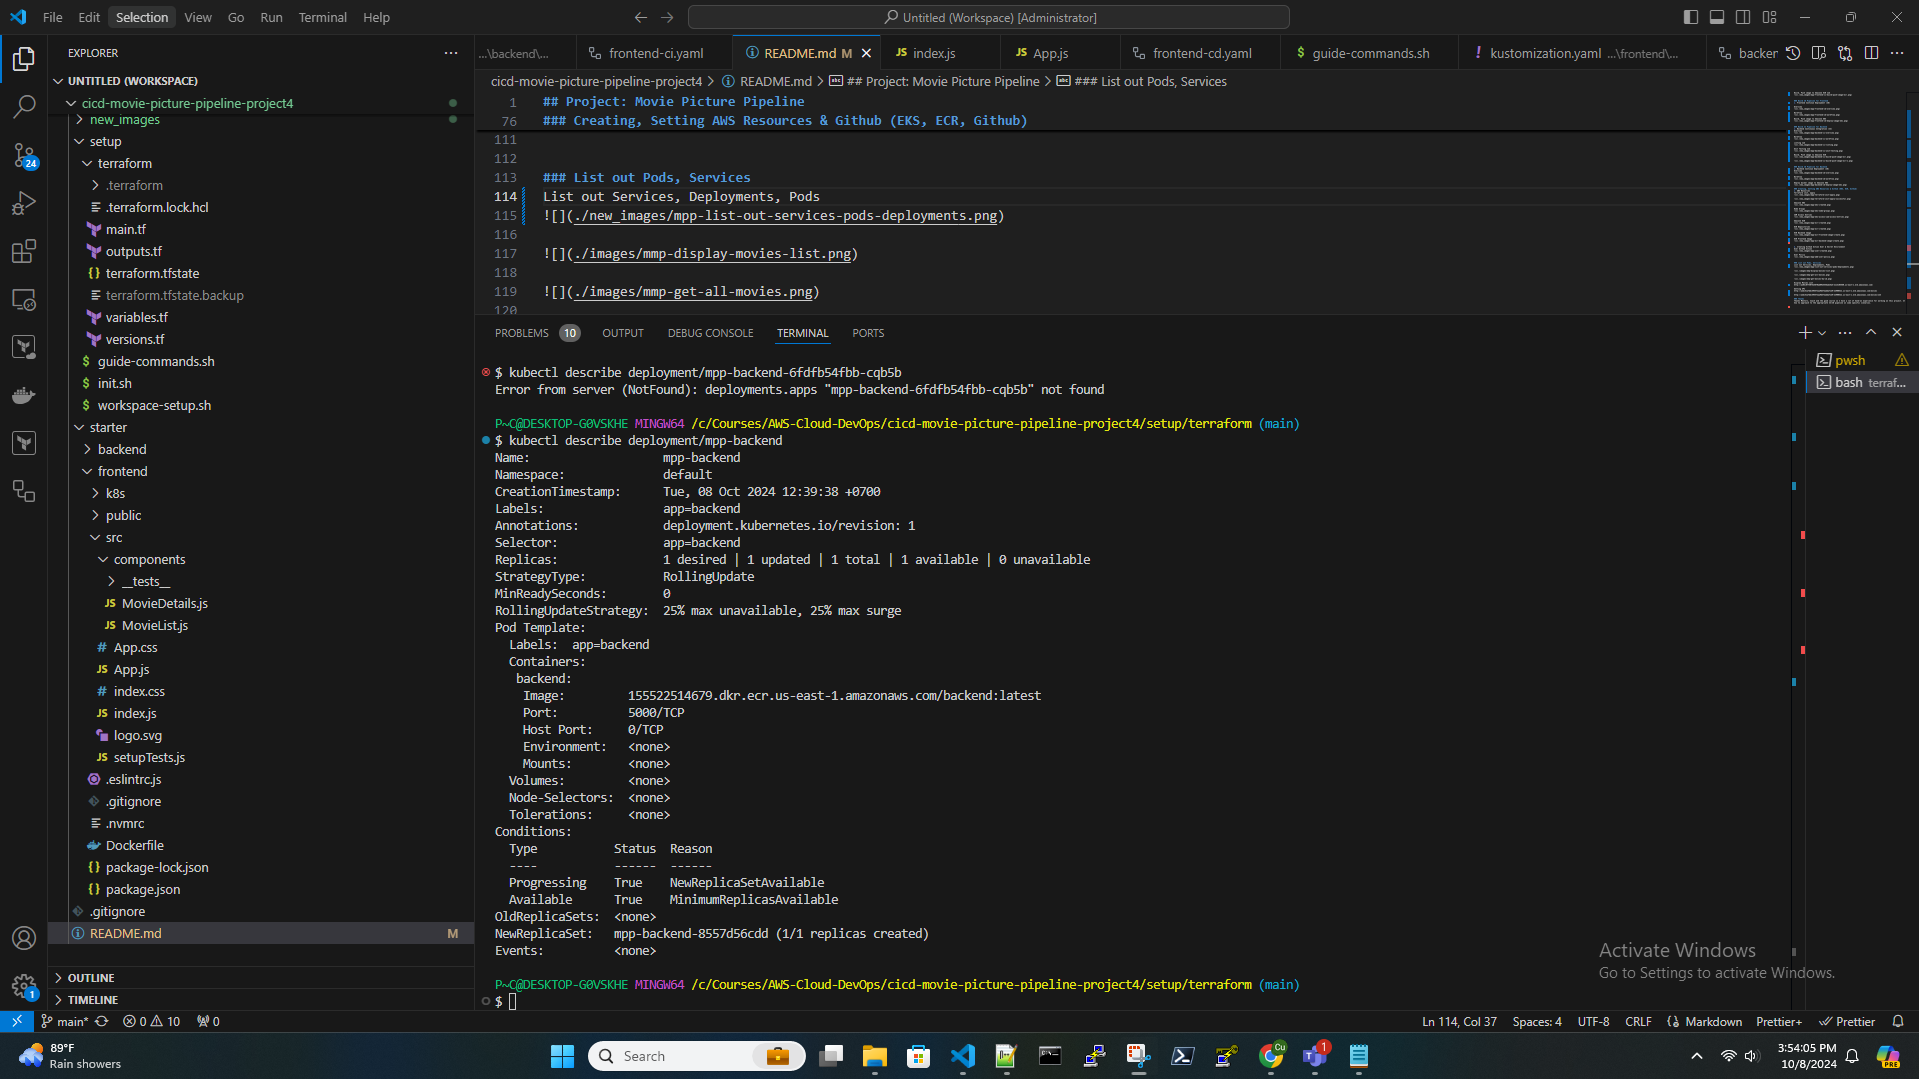 File Edit Selection View Go Run Terminal Help
Untitled (Workspace) [Administrator]
EXPLORER
...\backend\...
frontend-ci.yaml
README.md M
index.js
App.js
frontend-cd.yaml
guide-commands.sh
kustomization.yaml ...\frontend\...
backer
UNTITLED (WORKSPACE)
cicd-movie-picture-pipeline-project4
new_images
setup
terraform
.terraform
.terraform.lock.hcl
main.tf
outputs.tf
terraform.tfstate
terraform.tfstate.backup
variables.tf
versions.tf
guide-commands.sh
init.sh
workspace-setup.sh
starter
backend
frontend
k8s
public
src
components
__tests__
MovieDetails.js
MovieList.js
App.css
App.js
index.css
index.js
logo.svg
setupTests.js
.eslintrc.js
.gitignore
.nvmrc
Dockerfile
package-lock.json
package.json
.gitignore
README.md M
OUTLINE
TIMELINE
24
1
cicd-movie-picture-pipeline-project4 > README.md > ## Project: Movie Picture Pipeline > ### List out Pods, Services
1 ## Project: Movie Picture Pipeline
76 ### Creating, Setting AWS Resources & Github (EKS, ECR, Github)
111
112
113 ### List out Pods, Services
114 List out Services, Deployments, Pods
115 ![](./new_images/mpp-list-out-services-pods-deployments.png)
116
117 ![](./images/mmp-display-movies-list.png)
118
119 ![](./images/mmp-get-all-movies.png)
120
PROBLEMS 10 OUTPUT DEBUG CONSOLE TERMINAL PORTS
pwsh
bash terraf...
$ kubectl describe deployment/mpp-backend-6fdfb54fbb-cqb5b
Error from server (NotFound): deployments.apps "mpp-backend-6fdfb54fbb-cqb5b" not found
P~C@DESKTOP-G0VSKHE MINGW64 /c/Courses/AWS-Cloud-DevOps/cicd-movie-picture-pipeline-project4/setup/terraform (main)
$ kubectl describe deployment/mpp-backend
Name: mpp-backend
Namespace: default
CreationTimestamp: Tue, 08 Oct 2024 12:39:38 +0700
Labels: app=backend
Annotations: deployment.kubernetes.io/revision: 1
Selector: app=backend
Replicas: 1 desired | 1 updated | 1 total | 1 available | 0 unavailable
StrategyType: RollingUpdate
MinReadySeconds: 0
RollingUpdateStrategy: 25% max unavailable, 25% max surge
Pod Template:
Labels: app=backend
Containers:
backend:
Image: 155522514679.dkr.ecr.us-east-1.amazonaws.com/backend:latest
Port: 5000/TCP
Host Port: 0/TCP
Environment: <none>
Mounts: <none>
Volumes: <none>
Node-Selectors: <none>
Tolerations: <none>
Conditions:
Type Status Reason
---- ------ ------
Progressing True NewReplicaSetAvailable
Available True MinimumReplicasAvailable
OldReplicaSets: <none>
NewReplicaSet: mpp-backend-8557d56cdd (1/1 replicas created)
Events: <none>
P~C@DESKTOP-G0VSKHE MINGW64 /c/Courses/AWS-Cloud-DevOps/cicd-movie-picture-pipeline-project4/setup/terraform (main)
$
Activate Windows
Go to Settings to activate Windows.
main* 0 10 0
Ln 114, Col 37 Spaces: 4 UTF-8 CRLF Markdown Prettier+ Prettier
89°F
Rain showers
Search
Cu
1
3:54:05 PM
10/8/2024
PRE